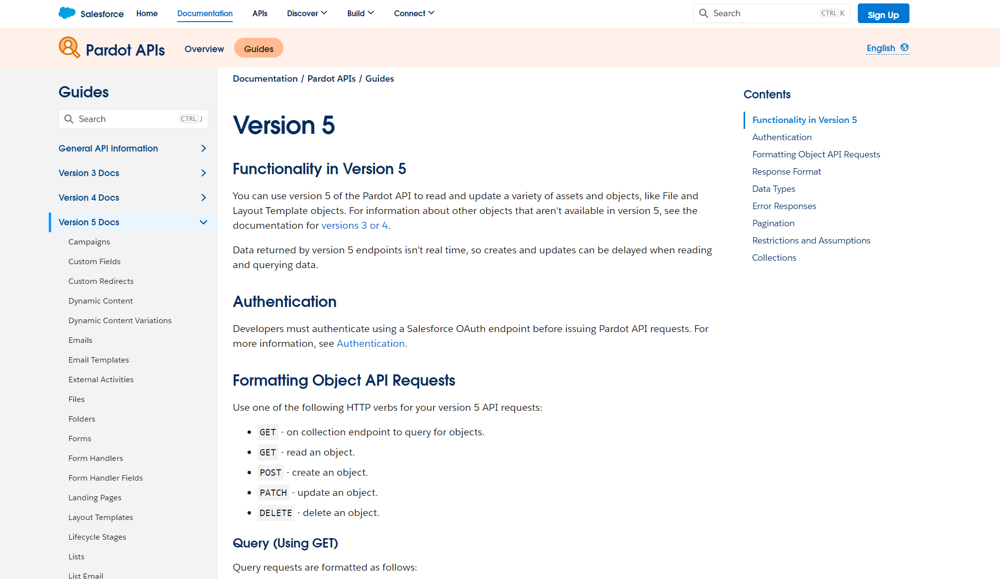 Salesforce Home Documentation APIs Discover Build Connect Search CTRL K Sign Up
Pardot APIs Overview Guides English
Guides
Search CTRL J
General API Information
Version 3 Docs
Version 4 Docs
Version 5 Docs
Campaigns
Custom Fields
Custom Redirects
Dynamic Content
Dynamic Content Variations
Emails
Email Templates
External Activities
Files
Folders
Forms
Form Handlers
Form Handler Fields
Landing Pages
Layout Templates
Lifecycle Stages
Lists
List Email
Documentation / Pardot APIs / Guides
Version 5
Functionality in Version 5
You can use version 5 of the Pardot API to read and update a variety of assets and objects, like File and
Layout Template objects. For information about other objects that aren't available in version 5, see the
documentation for versions 3 or 4.
Data returned by version 5 endpoints isn’t real time, so creates and updates can be delayed when reading
and querying data.
Authentication
Developers must authenticate using a Salesforce OAuth endpoint before issuing Pardot API requests. For
more information, see Authentication.
Formatting Object API Requests
Use one of the following HTTP verbs for your version 5 API requests:
• GET - on collection endpoint to query for objects.
• GET - read an object.
• POST - create an object.
• PATCH - update an object.
• DELETE - delete an object.
Query (Using GET)
Query requests are formatted as follows:
Contents
Functionality in Version 5
Authentication
Formatting Object API Requests
Response Format
Data Types
Error Responses
Pagination
Restrictions and Assumptions
Collections